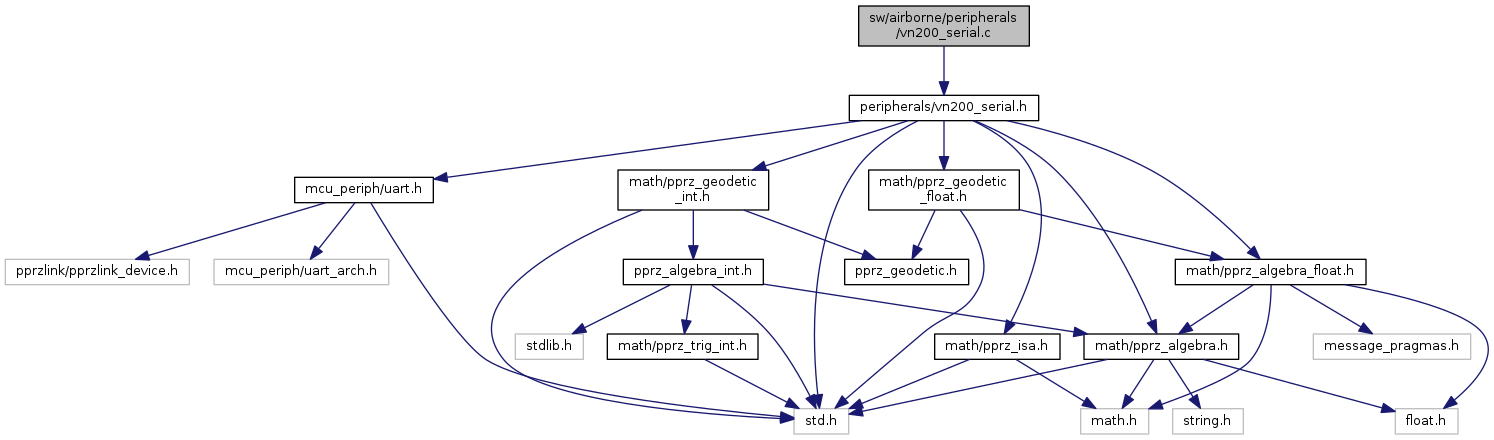 sw/airborne/peripherals
/vn200_serial.c
peripherals/vn200_serial.h
mcu_periph/uart.h
math/pprz_geodetic
_int.h
math/pprz_geodetic
_float.h
pprzlink/pprzlink_device.h
mcu_periph/uart_arch.h
pprz_algebra_int.h
pprz_geodetic.h
math/pprz_algebra_float.h
stdlib.h
math/pprz_trig_int.h
math/pprz_isa.h
math/pprz_algebra.h
message_pragmas.h
std.h
math.h
string.h
float.h